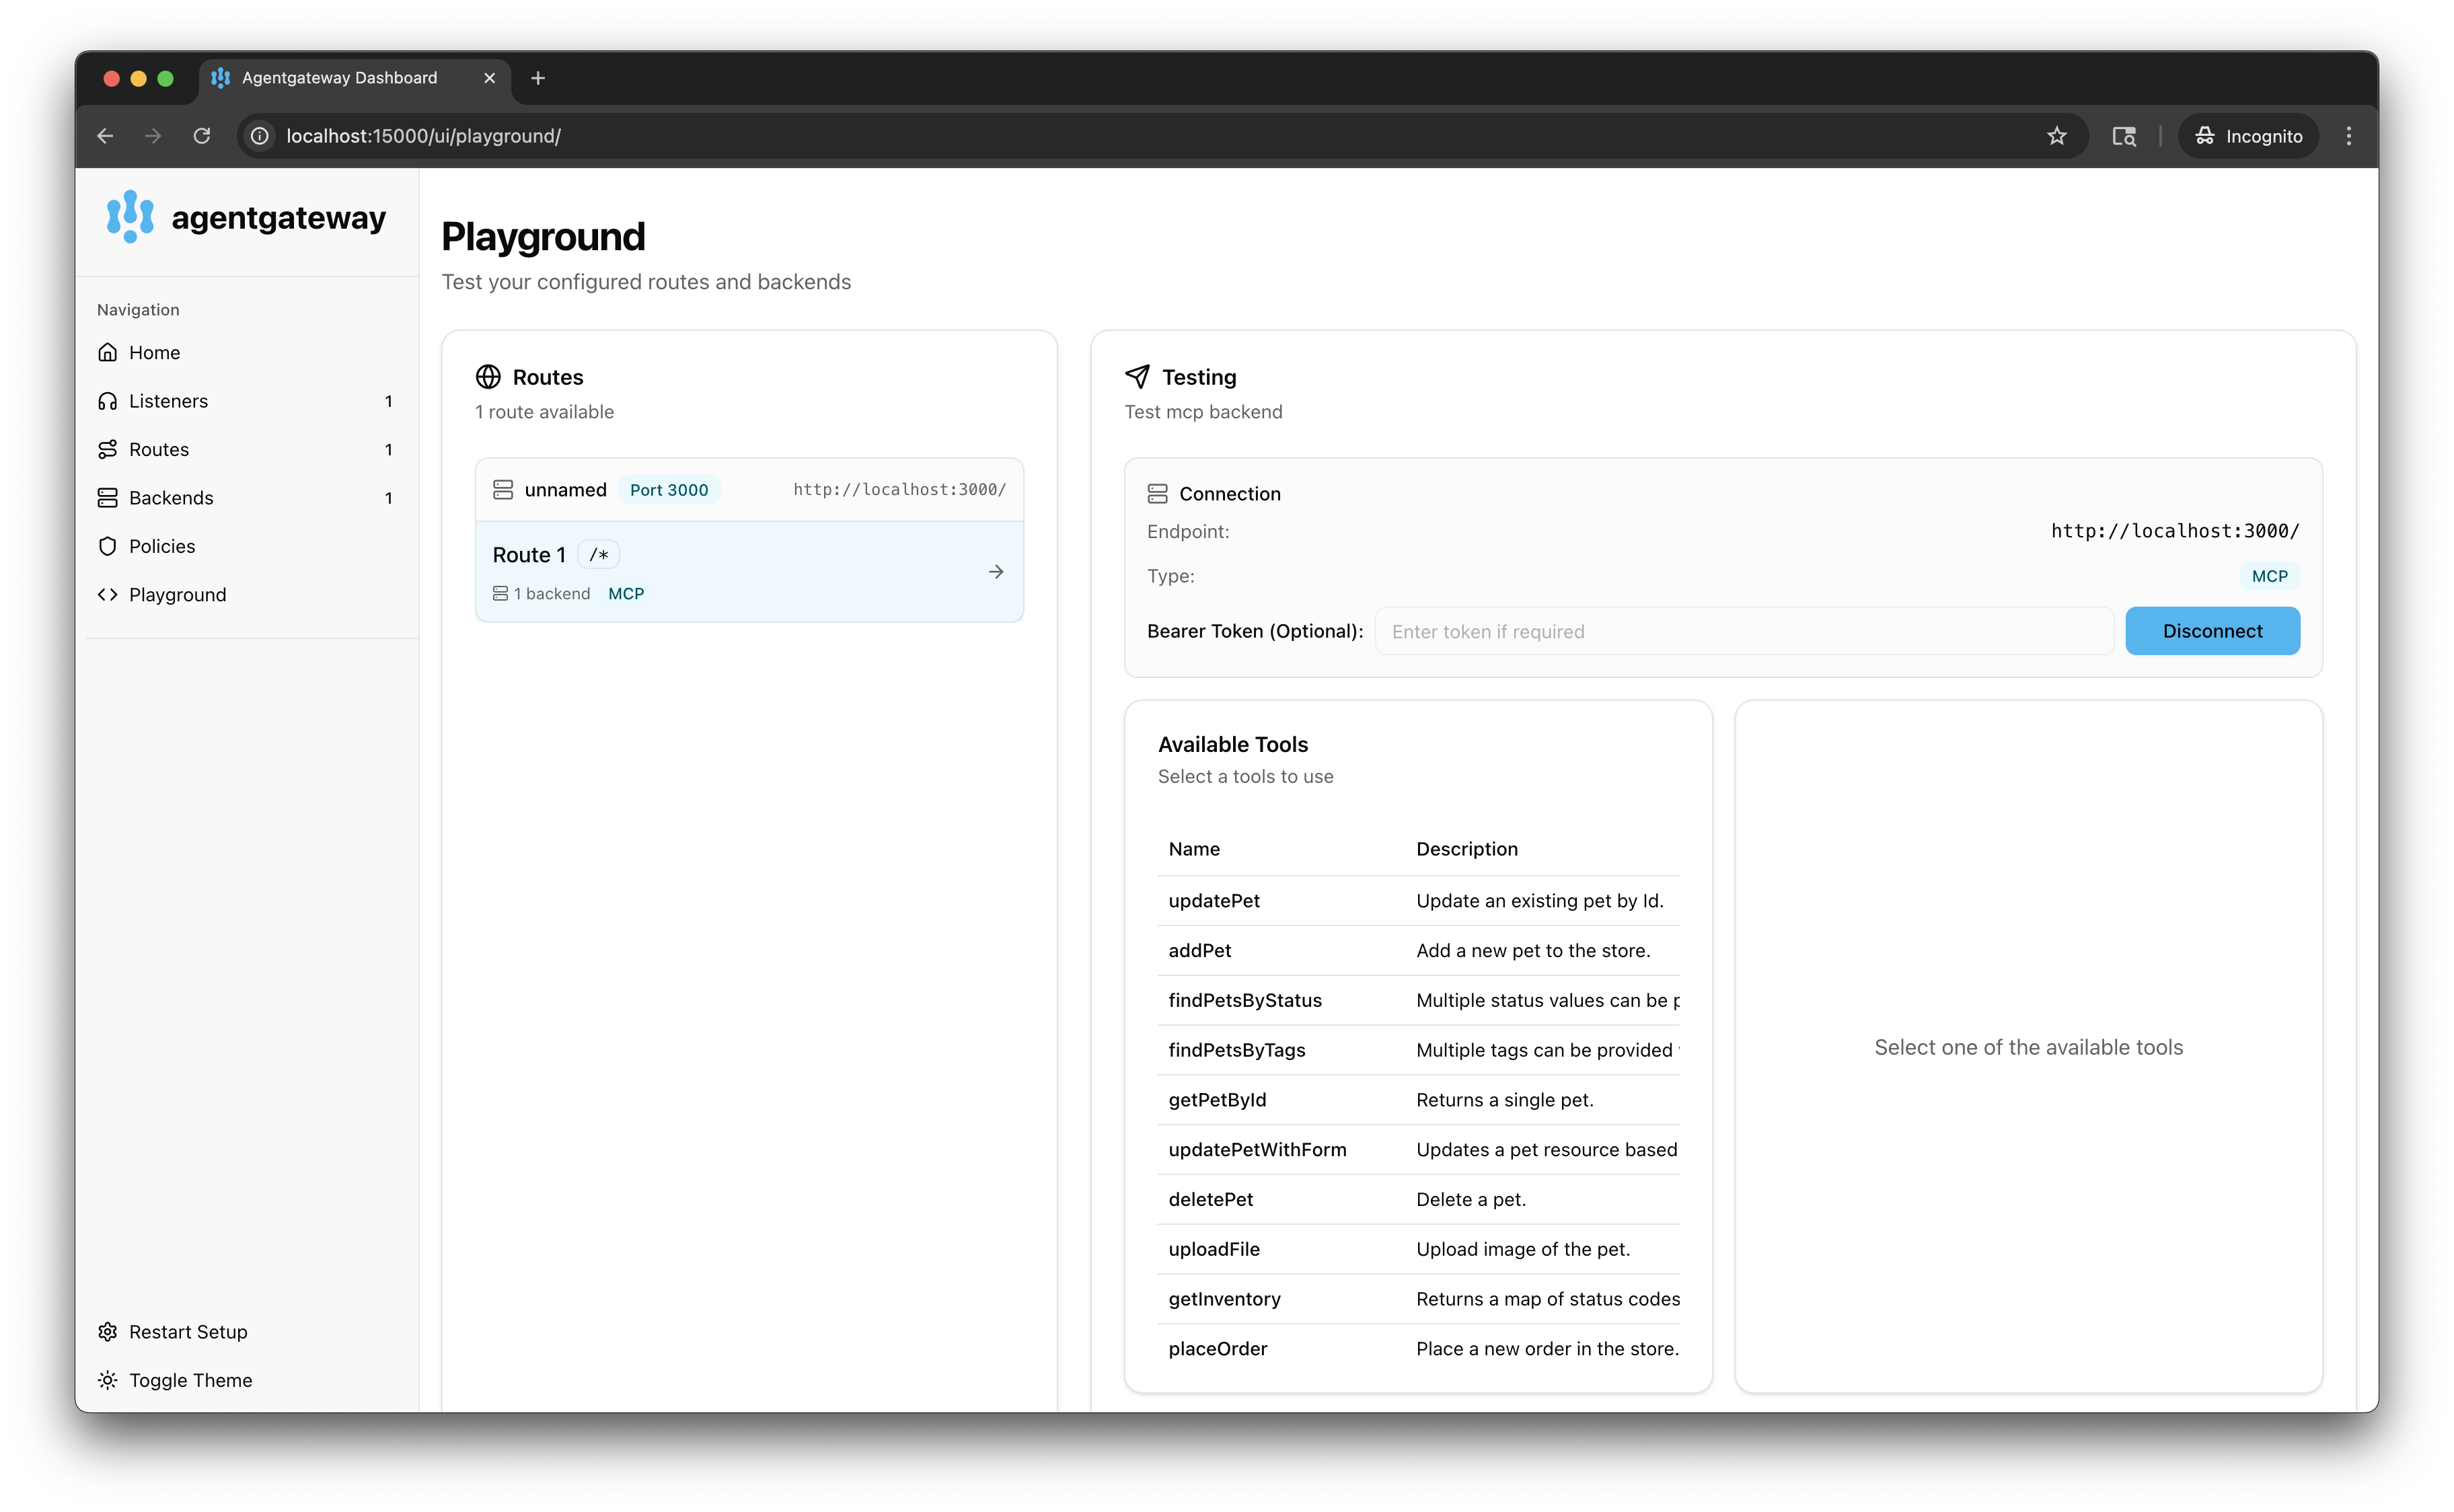 Agentgateway Dashboard
localhost:15000/ui/playground/
Incognito
agentgateway
Navigation
Home
Listeners 1
Routes 1
Backends 1
Policies
Playground
Restart Setup
Toggle Theme
Playground
Test your configured routes and backends
Routes
1 route available
unnamed Port 3000 http://localhost:3000/
Route 1 /*
1 backend MCP
Testing
Test mcp backend
Connection
Endpoint: http://localhost:3000/
Type: MCP
Bearer Token (Optional): Enter token if required Disconnect
Available Tools
Select a tools to use
Name Description
updatePet Update an existing pet by Id.
addPet Add a new pet to the store.
findPetsByStatus Multiple status values can be p
findPetsByTags Multiple tags can be provided
getPetById Returns a single pet.
updatePetWithForm Updates a pet resource based
deletePet Delete a pet.
uploadFile Upload image of the pet.
getInventory Returns a map of status codes
placeOrder Place a new order in the store.
Select one of the available tools